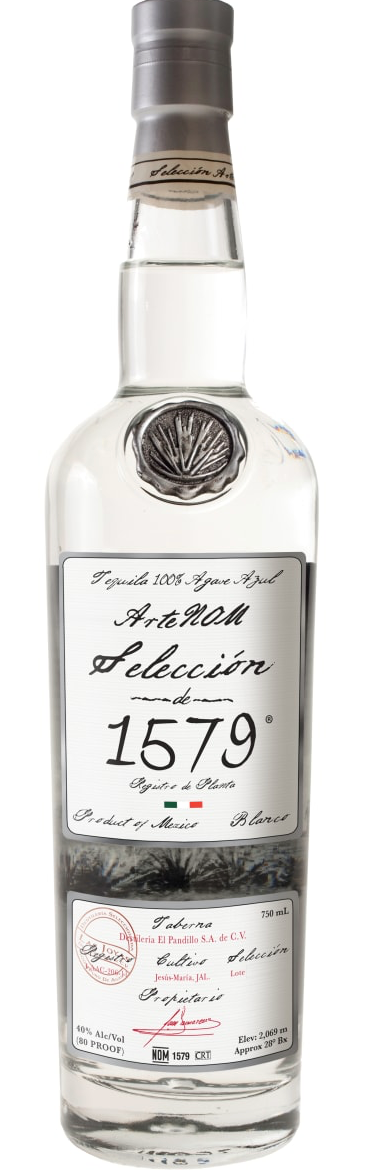 Selección
Tequila 100% Agave Azul
ArteNOM
Selección
de
1579®
Registro de Planta
Product of Mexico Blanco
Taberna
750 mL
Destilería El Pandillo S.A. de C.V.
Registro Cultivo Selección
Jesús-María, JAL. Lote
Propietario
40% Alc/Vol
(80 PROOF)
Elev: 2,069 m
Approx 28º Bx
NOM 1579 CRT